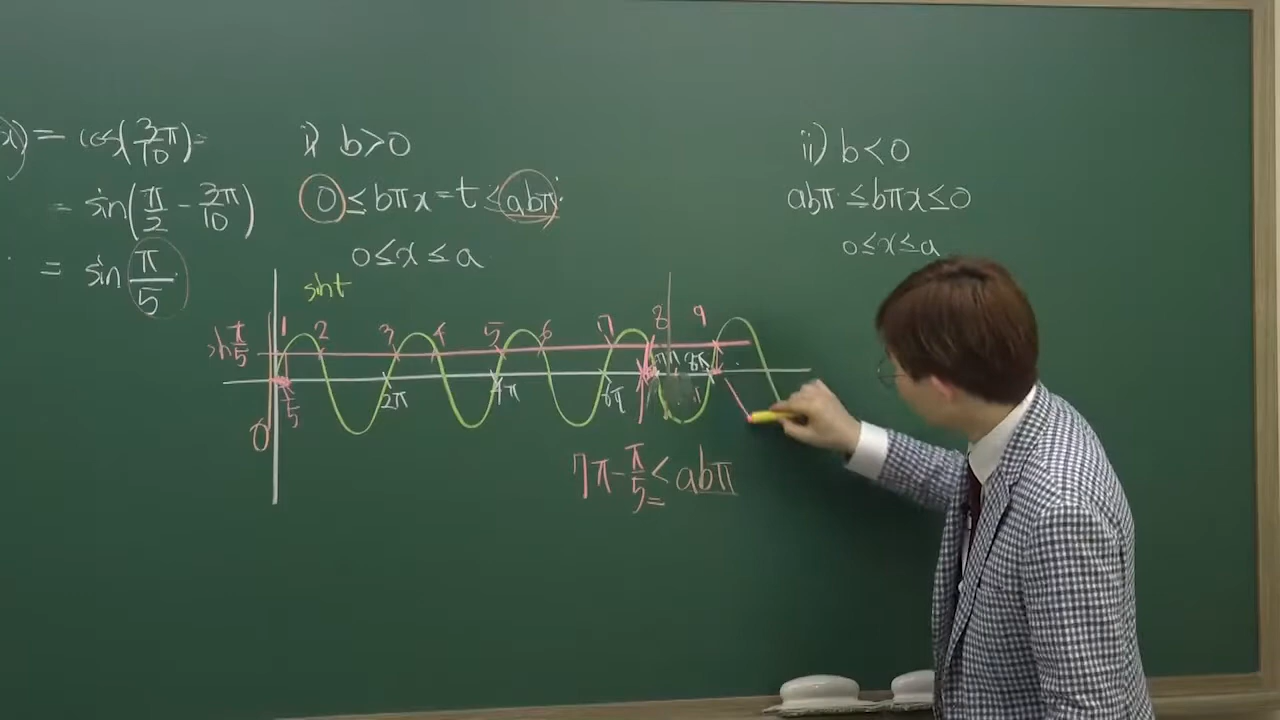 x) = cos(3π/10) =
= sin(π/2 - 3π/10)
= sin π/5
i) b>0
0 ≤ bπx = t ≤ abπ
0 ≤ x ≤ a
sint
1 2 3 4 5 6 7 8 9
sin π/5
π/5 2π 4π 6π 8π
0
7π - π/5 ≤ abπ
ii) b<0
abπ ≤ bπx ≤ 0
0 ≤ x ≤ a